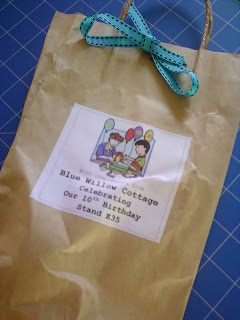 Blue Willow Cottage
Celebrating
Our 10th Birthday
Stand E35